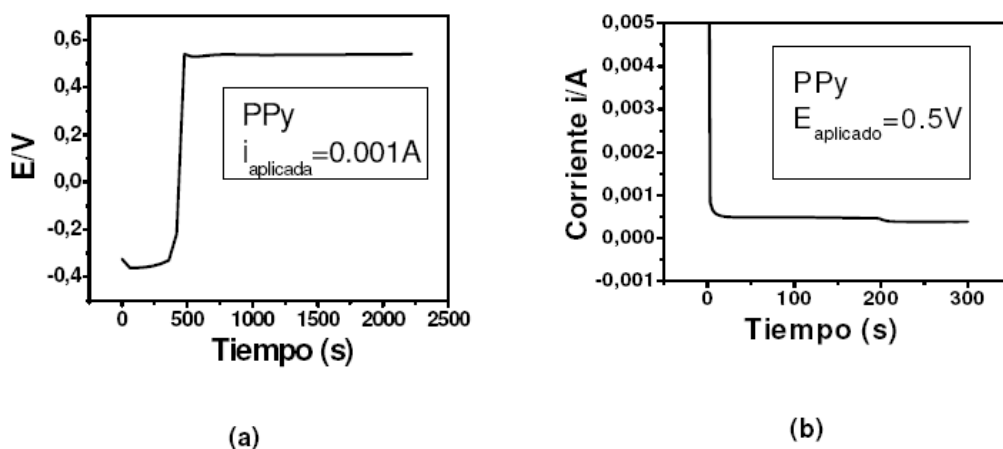 0,6
0,4
0,2
0,0
-0,2
-0,4
E/V
PPy
i aplicada=0.001A
0
500
1000
1500
2000
2500
Tiempo (s)
(a)
0,005
0,004
0,003
0,002
0,001
0,000
-0,001
Corriente i/A
PPy
E aplicado=0.5V
0
100
200
300
Tiempo (s)
(b)